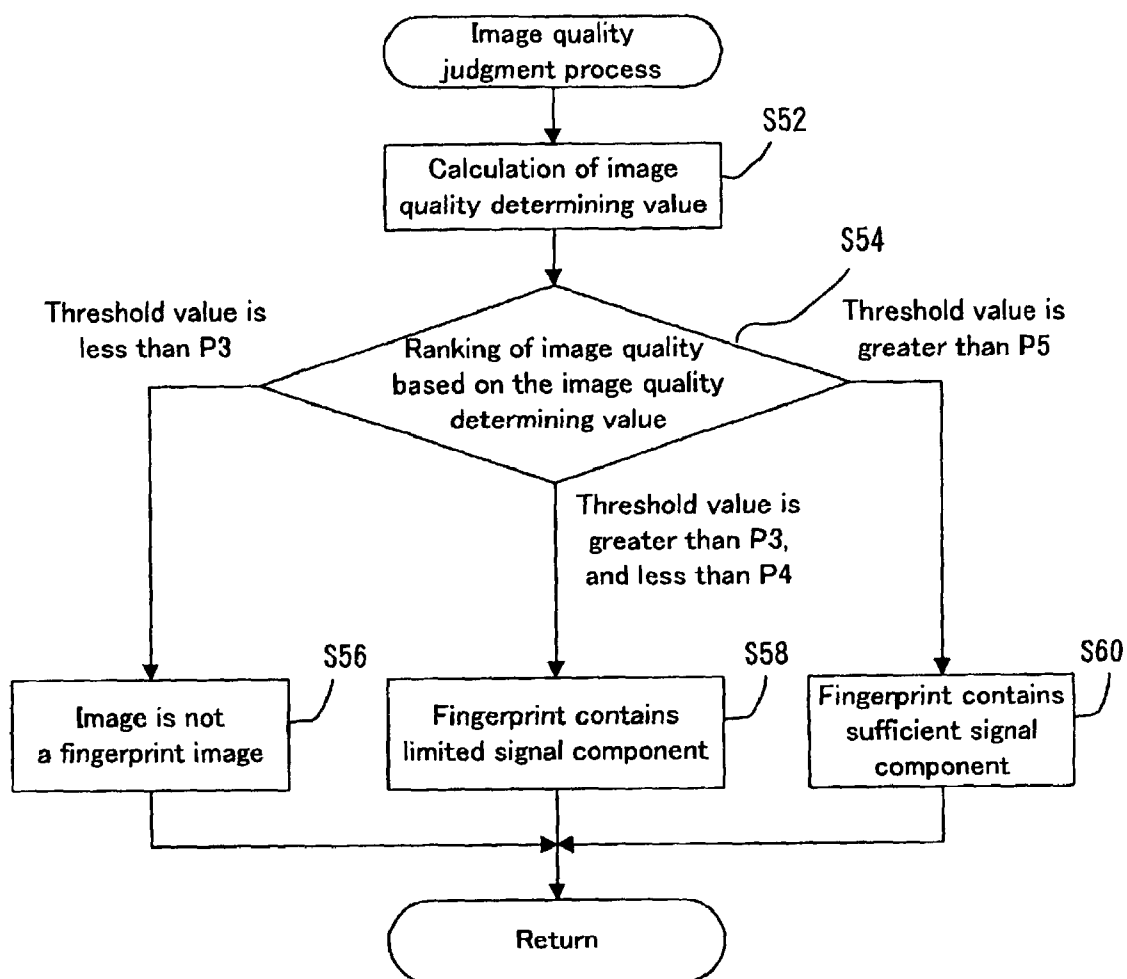 Image quality
judgment process
S52
Calculation of image
quality determining value
S54
Threshold value is
less than P3
Ranking of image quality
based on the image quality
determining value
Threshold value is
greater than P5
Threshold value is
greater than P3,
and less than P4
S56
Image is not
a fingerprint image
S58
Fingerprint contains
limited signal component
S60
Fingerprint contains
sufficient signal
component
Return